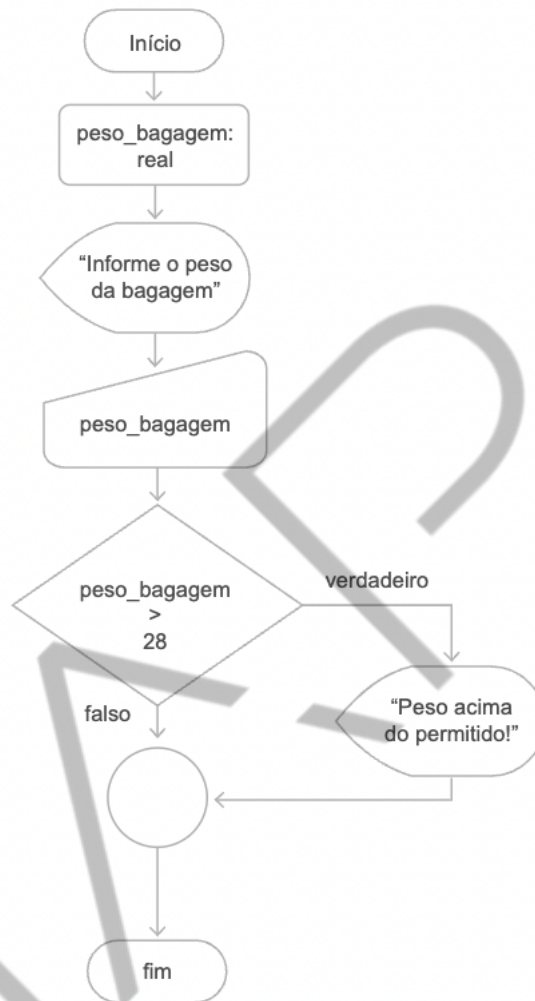 Início
peso_bagagem:
real
“Informe o peso
da bagagem”
peso_bagagem
peso_bagagem
>
28
verdadeiro
falso
“Peso acima
do permitido!”
fim